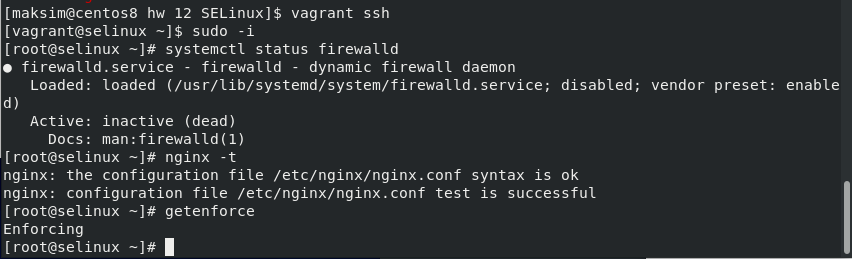 [maksim@centos8 hw 12 SELinux]$ vagrant ssh
[vagrant@selinux ~]$ sudo -i
[root@selinux ~]# systemctl status firewalld
● firewalld.service - firewalld - dynamic firewall daemon
   Loaded: loaded (/usr/lib/systemd/system/firewalld.service; disabled; vendor preset: enable
d)
   Active: inactive (dead)
     Docs: man:firewalld(1)
[root@selinux ~]# nginx -t
nginx: the configuration file /etc/nginx/nginx.conf syntax is ok
nginx: configuration file /etc/nginx/nginx.conf test is successful
[root@selinux ~]# getenforce
Enforcing
[root@selinux ~]#